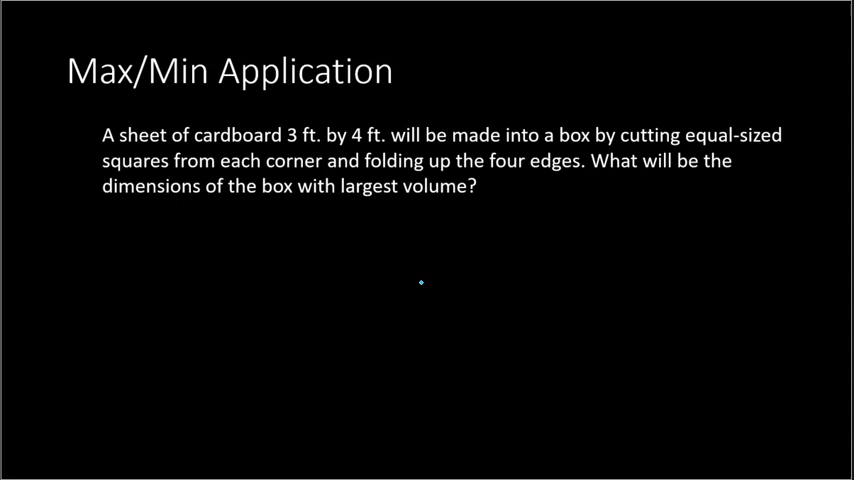 Max/Min Application
A sheet of cardboard 3 ft. by 4 ft. will be made into a box by cutting equal-sized
squares from each corner and folding up the four edges. What will be the
dimensions of the box with largest volume?